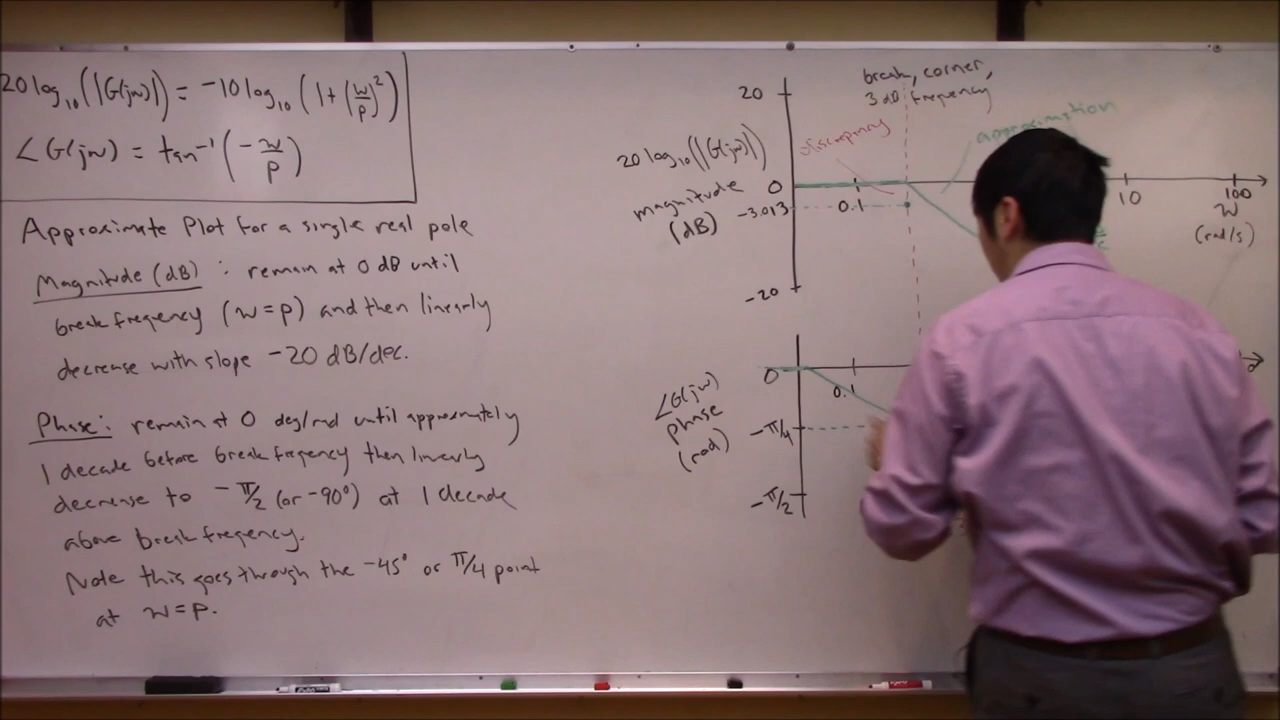 20 log₁₀(|G(jw)|) = -10 log₁₀(1+(w/p)²)
∠G(jw) = tan⁻¹(-w/p)
Approximate Plot for a single real pole
Magnitude (dB) : remain at 0 dB until
break freqency (w=p) and then linearly
decrease with slope -20 dB/dec.
Phase: remain at 0 deg/rad until approximately
1 decade before break freqency then linearly
decrease to -π/2 (or -90°) at 1 decade
above break freqency.
Note this goes through the -45° or π/4 point
at w=p.
break, corner,
3 dB frequency
20
discrepancy
approximation
20 log₁₀(|G(jw)|)
magnitude
(dB)
0
-3.013
0.1
10
100
w
(rad/s)
-20
∠G(jw)
phase
(rad)
0
0.1
-π/4
-π/2